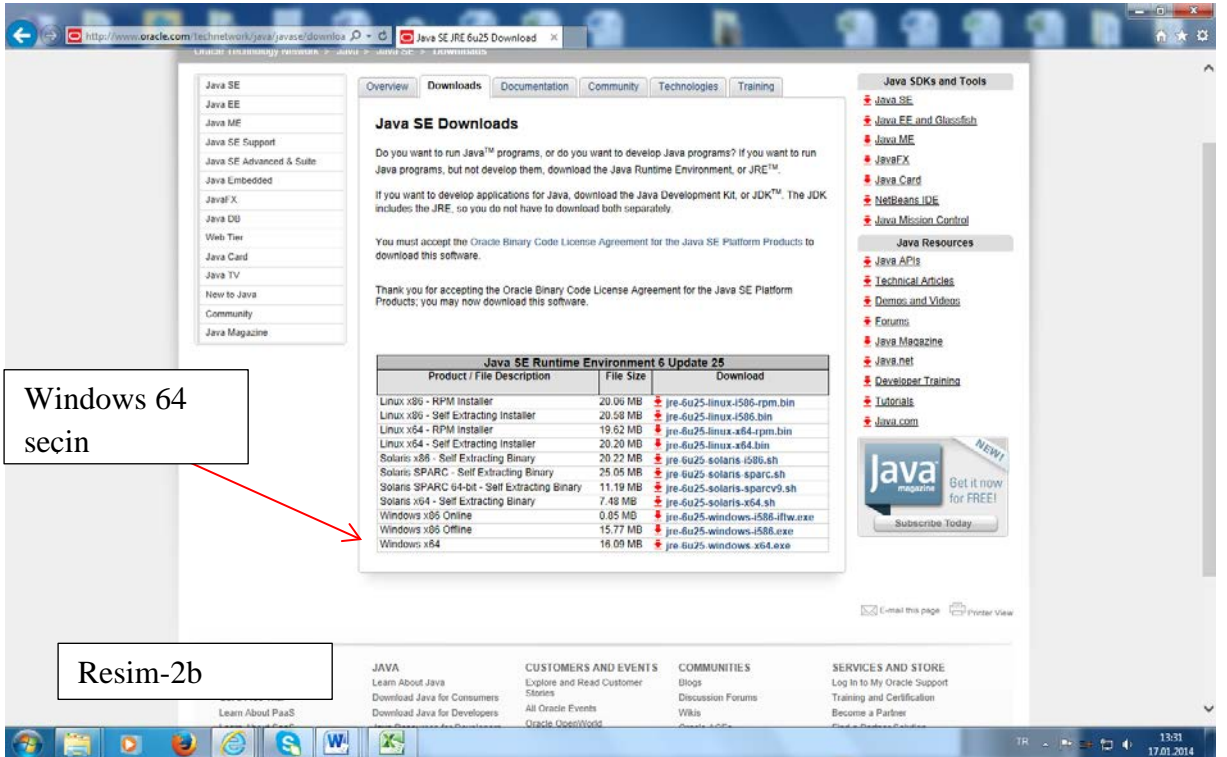 http://www.oracle.com/technetwork/java/javase/downloa
Java SE JRE 6u25 Download
Oracle Technology Network > Java > Java SE > Downloads
Java SE
Java EE
Java ME
Java SE Support
Java SE Advanced & Suite
Java Embedded
JavaFX
Java DB
Web Tier
Java Card
Java TV
New to Java
Community
Java Magazine
Overview Downloads Documentation Community Technologies Training
Java SE Downloads
Do you want to run Java™ programs, or do you want to develop Java programs? If you want to run
Java programs, but not develop them, download the Java Runtime Environment, or JRE™.
If you want to develop applications for Java, download the Java Development Kit, or JDK™. The JDK
includes the JRE, so you do not have to download both separately.
You must accept the Oracle Binary Code License Agreement for the Java SE Platform Products to
download this software.
Thank you for accepting the Oracle Binary Code License Agreement for the Java SE Platform
Products; you may now download this software.
Java SE Runtime Environment 6 Update 25
Product / File Description File Size Download
Linux x86 - RPM Installer 20.06 MB jre-6u25-linux-i586-rpm.bin
Linux x86 - Self Extracting Installer 20.58 MB jre-6u25-linux-i586.bin
Linux x64 - RPM Installer 19.62 MB jre-6u25-linux-x64-rpm.bin
Linux x64 - Self Extracting Installer 20.20 MB jre-6u25-linux-x64.bin
Solaris x86 - Self Extracting Binary 20.22 MB jre-6u25-solaris-i586.sh
Solaris SPARC - Self Extracting Binary 25.05 MB jre-6u25-solaris-sparc.sh
Solaris SPARC 64-bit - Self Extracting Binary 11.19 MB jre-6u25-solaris-sparcv9.sh
Solaris x64 - Self Extracting Binary 7.48 MB jre-6u25-solaris-x64.sh
Windows x86 Online 0.85 MB jre-6u25-windows-i586-iftw.exe
Windows x86 Offline 15.77 MB jre-6u25-windows-i586.exe
Windows x64 16.09 MB jre-6u25-windows-x64.exe
Java SDKs and Tools
Java SE
Java EE and Glassfish
Java ME
JavaFX
Java Card
NetBeans IDE
Java Mission Control
Java Resources
Java APIs
Technical Articles
Demos and Videos
Forums
Java Magazine
Java.net
Developer Training
Tutorials
Java.com
NEW!
Java
magazine
Get it now
for FREE!
Subscribe Today
Windows 64
seçin
E-mail this page Printer View
Resim-2b
Learn About PaaS
JAVA
Learn About Java
Download Java for Consumers
Download Java for Developers
CUSTOMERS AND EVENTS
Explore and Read Customer
Stories
All Oracle Events
Oracle OpenWorld
COMMUNITIES
Blogs
Discussion Forums
Wikis
Oracle ACEs
SERVICES AND STORE
Log In to My Oracle Support
Training and Certification
Become a Partner
Find a Partner Solution
TR
13:31
17.01.2014